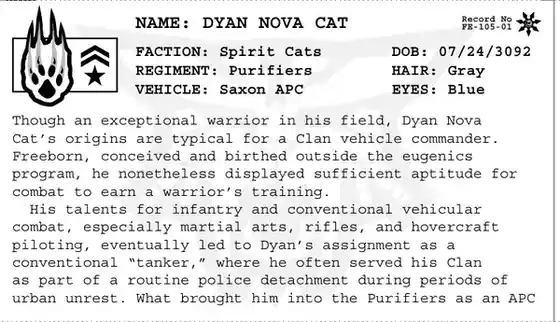 NAME: DYAN NOVA CAT
Record No
FE-105-01
FACTION: Spirit Cats
DOB: 07/24/3092
REGIMENT: Purifiers
HAIR: Gray
VEHICLE: Saxon APC
EYES: Blue
Though an exceptional warrior in his field, Dyan Nova
Cat’s origins are typical for a Clan vehicle commander.
Freeborn, conceived and birthed outside the eugenics
program, he nonetheless displayed sufficient aptitude for
combat to earn a warrior’s training.
His talents for infantry and conventional vehicular
combat, especially martial arts, rifles, and hovercraft
piloting, eventually led to Dyan’s assignment as a
conventional “tanker,” where he often served his Clan
as part of a routine police detachment during periods of
urban unrest. What brought him into the Purifiers as an APC